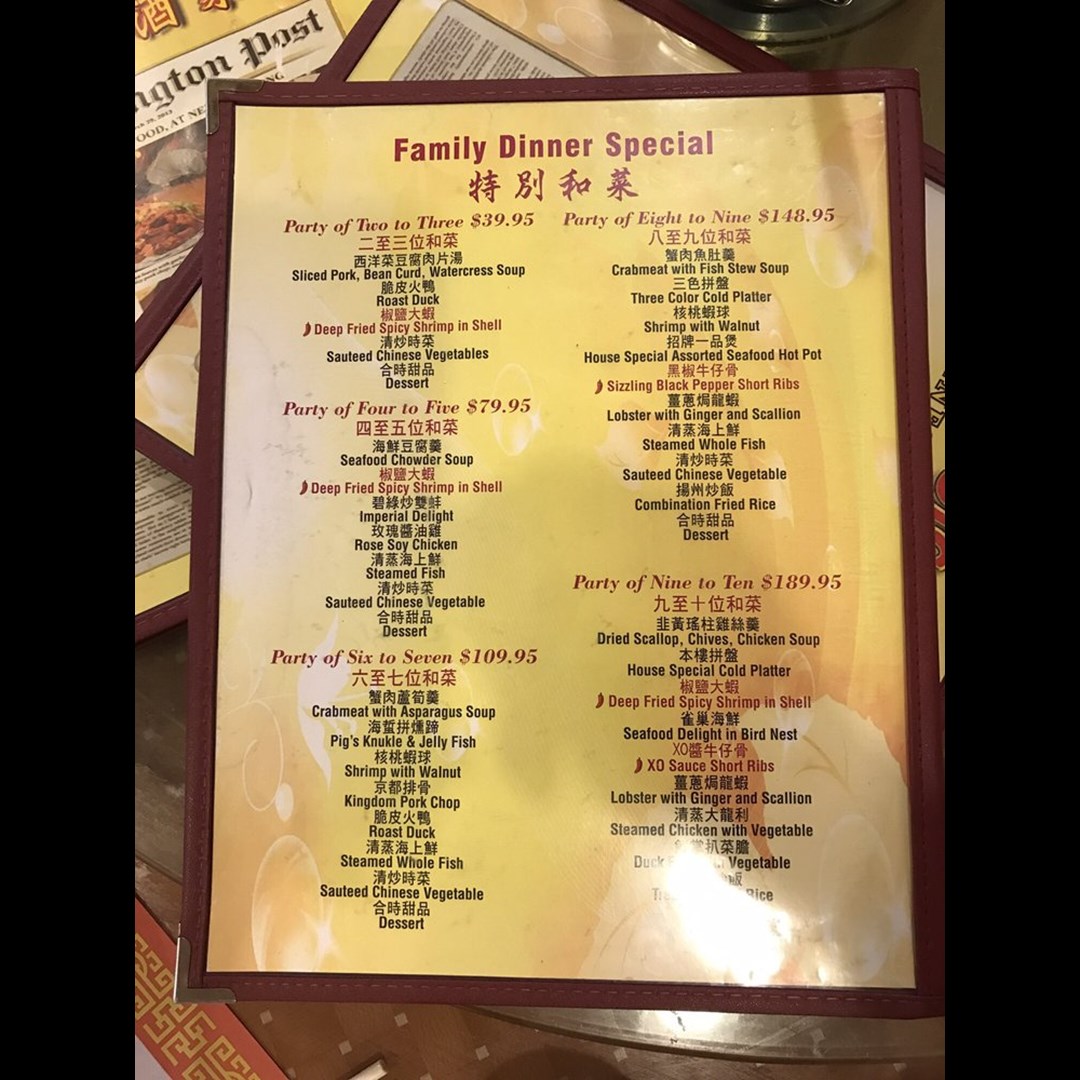 ngton Post
OOD, AT NE
Family Dinner Special
特別和菜
Party of Two to Three $39.95
二至三位和菜
西洋菜豆腐肉片湯
Sliced Pork, Bean Curd, Watercress Soup
脆皮火鴨
Roast Duck
椒鹽大蝦
Deep Fried Spicy Shrimp in Shell
清炒時菜
Sauteed Chinese Vegetables
合時甜品
Dessert
Party of Four to Five $79.95
四至五位和菜
海鮮豆腐羹
Seafood Chowder Soup
椒鹽大蝦
Deep Fried Spicy Shrimp in Shell
碧綠炒雙蚌
Imperial Delight
玫瑰醬油雞
Rose Soy Chicken
清蒸海上鮮
Steamed Fish
清炒時菜
Sauteed Chinese Vegetable
合時甜品
Dessert
Party of Six to Seven $109.95
六至七位和菜
蟹肉蘆筍羹
Crabmeat with Asparagus Soup
海蜇拼燻蹄
Pig's Knukle & Jelly Fish
核桃蝦球
Shrimp with Walnut
京都排骨
Kingdom Pork Chop
脆皮火鴨
Roast Duck
清蒸海上鮮
Steamed Whole Fish
清炒時菜
Sauteed Chinese Vegetable
合時甜品
Dessert
Party of Eight to Nine $148.95
八至九位和菜
蟹肉魚肚羹
Crabmeat with Fish Stew Soup
三色拼盤
Three Color Cold Platter
核桃蝦球
Shrimp with Walnut
招牌一品煲
House Special Assorted Seafood Hot Pot
黑椒牛仔骨
Sizzling Black Pepper Short Ribs
薑蔥焗龍蝦
Lobster with Ginger and Scallion
清蒸海上鮮
Steamed Whole Fish
清炒時菜
Sauteed Chinese Vegetable
揚州炒飯
Combination Fried Rice
合時甜品
Dessert
Party of Nine to Ten $189.95
九至十位和菜
韭黃瑤柱雞絲羹
Dried Scallop, Chives, Chicken Soup
本樓拼盤
House Special Cold Platter
椒鹽大蝦
Deep Fried Spicy Shrimp in Shell
雀巢海鮮
Seafood Delight in Bird Nest
XO醬牛仔骨
XO Sauce Short Ribs
薑蔥焗龍蝦
Lobster with Ginger and Scallion
清蒸大龍利
Steamed Chicken with Vegetable
扒菜膽
Duck Vegetable
飯
Rice